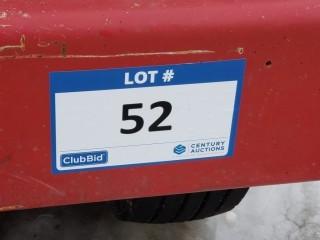 LOT #
52
ClubBid
CENTURY
AUCTIONS